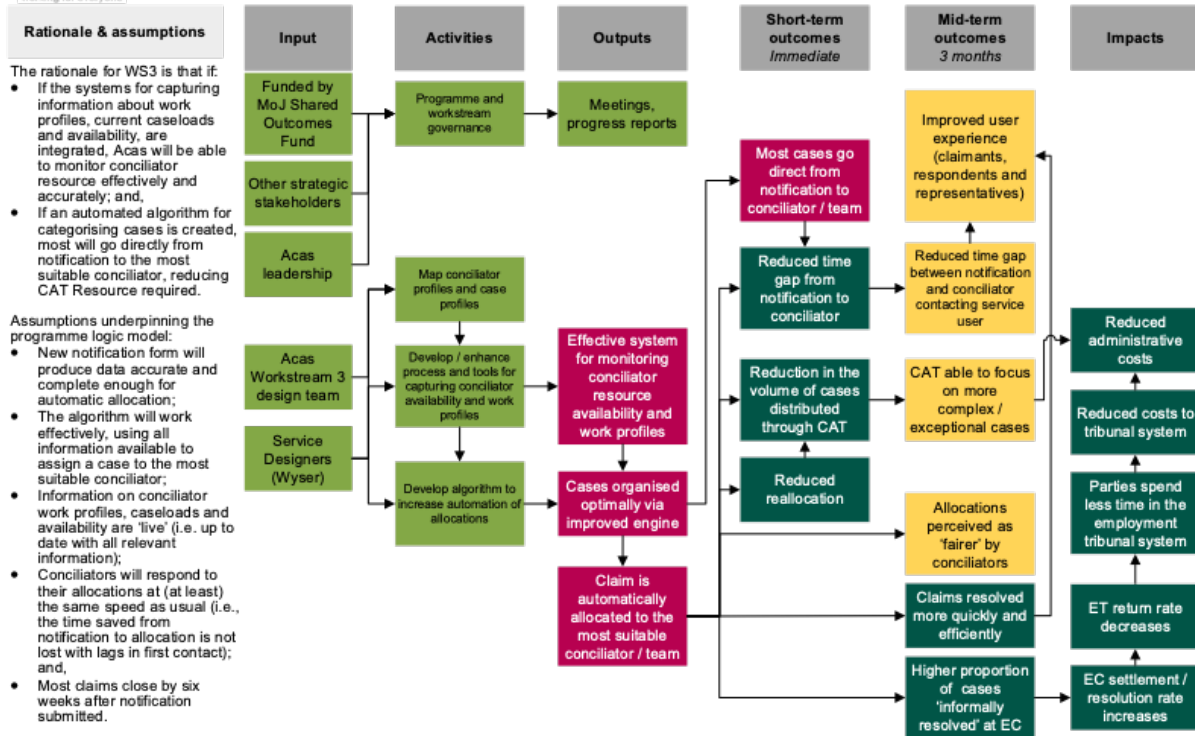 Rationale & assumptions
The rationale for WS3 is that if:
• If the systems for capturing
information about work
profiles, current caseloads
and availability, are
integrated, Acas will be able
to monitor conciliator
resource effectively and
accurately; and,
• If an automated algorithm for
categorising cases is created,
most will go directly from
notification to the most
suitable conciliator, reducing
CAT Resource required.
Assumptions underpinning the
programme logic model:
• New notification form will
produce data accurate and
complete enough for
automatic allocation;
• The algorithm will work
effectively, using all
information available to
assign a case to the most
suitable conciliator;
• Information on conciliator
work profiles, caseloads and
availability are 'live' (i.e. up to
date with all relevant
information);
• Conciliators will respond to
their allocations at (at least)
the same speed as usual (i.e.,
the time saved from
notification to allocation is not
lost with lags in first contact);
and,
• Most claims close by six
weeks after notification
submitted.
Input
Funded by
MoJ Shared
Outcomes
Fund
Other strategic
stakeholders
Acas
leadership
Acas
Workstream 3
design team
Service
Designers
(Wyser)
Activities
Programme and
workstream
governance
Map conciliator
profiles and case
profiles
Develop / enhance
process and tools for
capturing conciliator
availability and work
profiles
Develop algorithm to
increase automation of
allocations
Outputs
Meetings,
progress reports
Effective system
for monitoring
conciliator
resource
availability and
work profiles
Cases organised
optimally via
improved engine
Claim is
automatically
allocated to the
most suitable
conciliator / team
Short-term
outcomes
Immediate
Most cases go
direct from
notification to
conciliator / team
Reduced time
gap from
notification to
conciliator
Reduction in the
volume of cases
distributed
through CAT
Reduced
reallocation
Mid-term
outcomes
3 months
Improved user
experience
(claimants,
respondents and
representatives)
Reduced time gap
between notification
and conciliator
contacting service
user
CAT able to focus
on more
complex /
exceptional cases
Allocations
perceived as
'fairer' by
conciliators
Claims resolved
more quickly and
efficiently
Higher proportion
of cases
'informally
resolved' at EC
Impacts
Reduced
administrative
costs
Reduced costs to
tribunal system
Parties spend
less time in the
employment
tribunal system
ET return rate
decreases
EC settlement /
resolution rate
increases